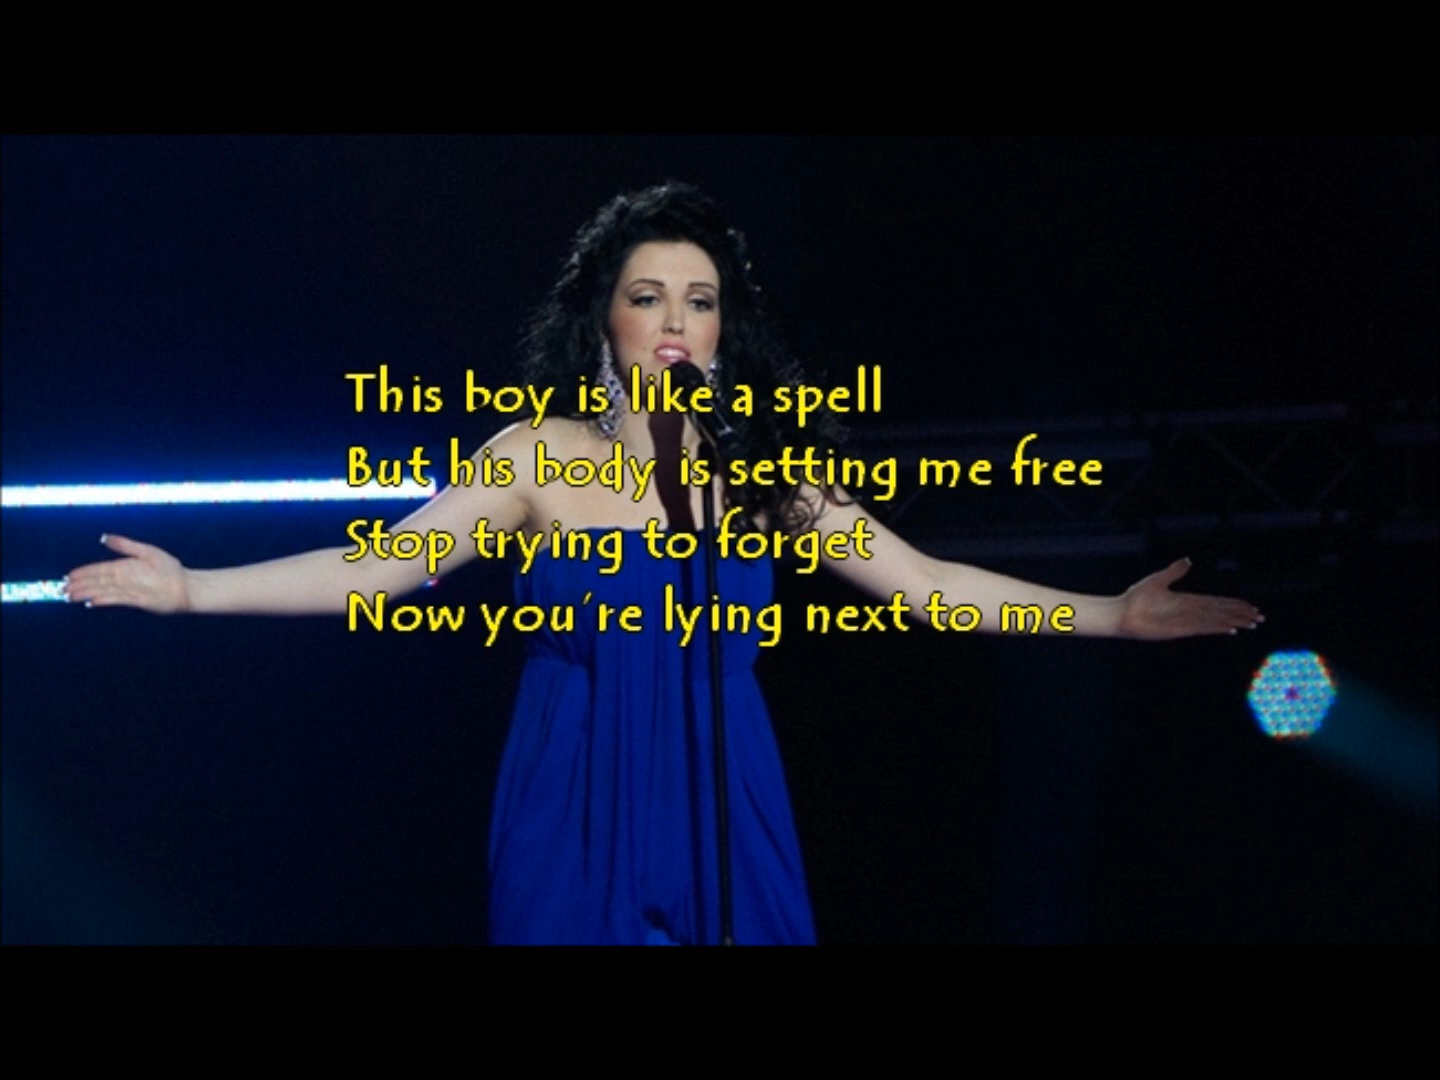 This boy is like a spell
But his body is setting me free
Stop trying to forget
Now you're lying next to me